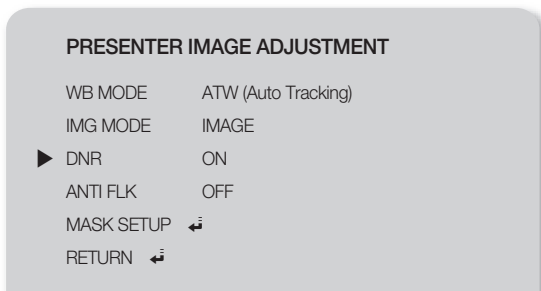 PRESENTER IMAGE ADJUSTMENT
WB MODE ATW (Auto Tracking)
IMG MODE IMAGE
▶ DNR ON
ANTI FLK OFF
MASK SETUP ↲
RETURN ↲